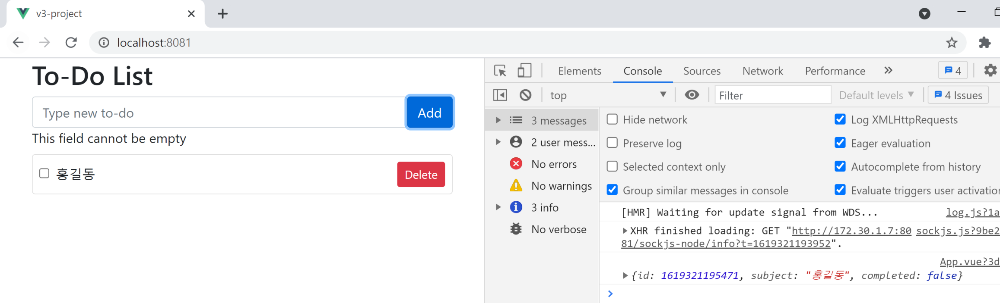 v3-project
localhost:8081
To-Do List
Type new to-do
Add
This field cannot be empty
홍길동
Delete
Elements Console Sources Network Performance
4
top
Filter
Default levels
4 Issues
3 messages
2 user mess...
No errors
No warnings
3 info
No verbose
Hide network
Log XMLHttpRequests
Preserve log
Eager evaluation
Selected context only
Autocomplete from history
Group similar messages in console
Evaluate triggers user activation
[HMR] Waiting for update signal from WDS... log.js?1a
XHR finished loading: GET "http://172.30.1.7:80 sockjs.js?9be2
81/sockjs-node/info?t=1619321193952".
App.vue?3d
{id: 1619321195471, subject: "홍길동", completed: false}